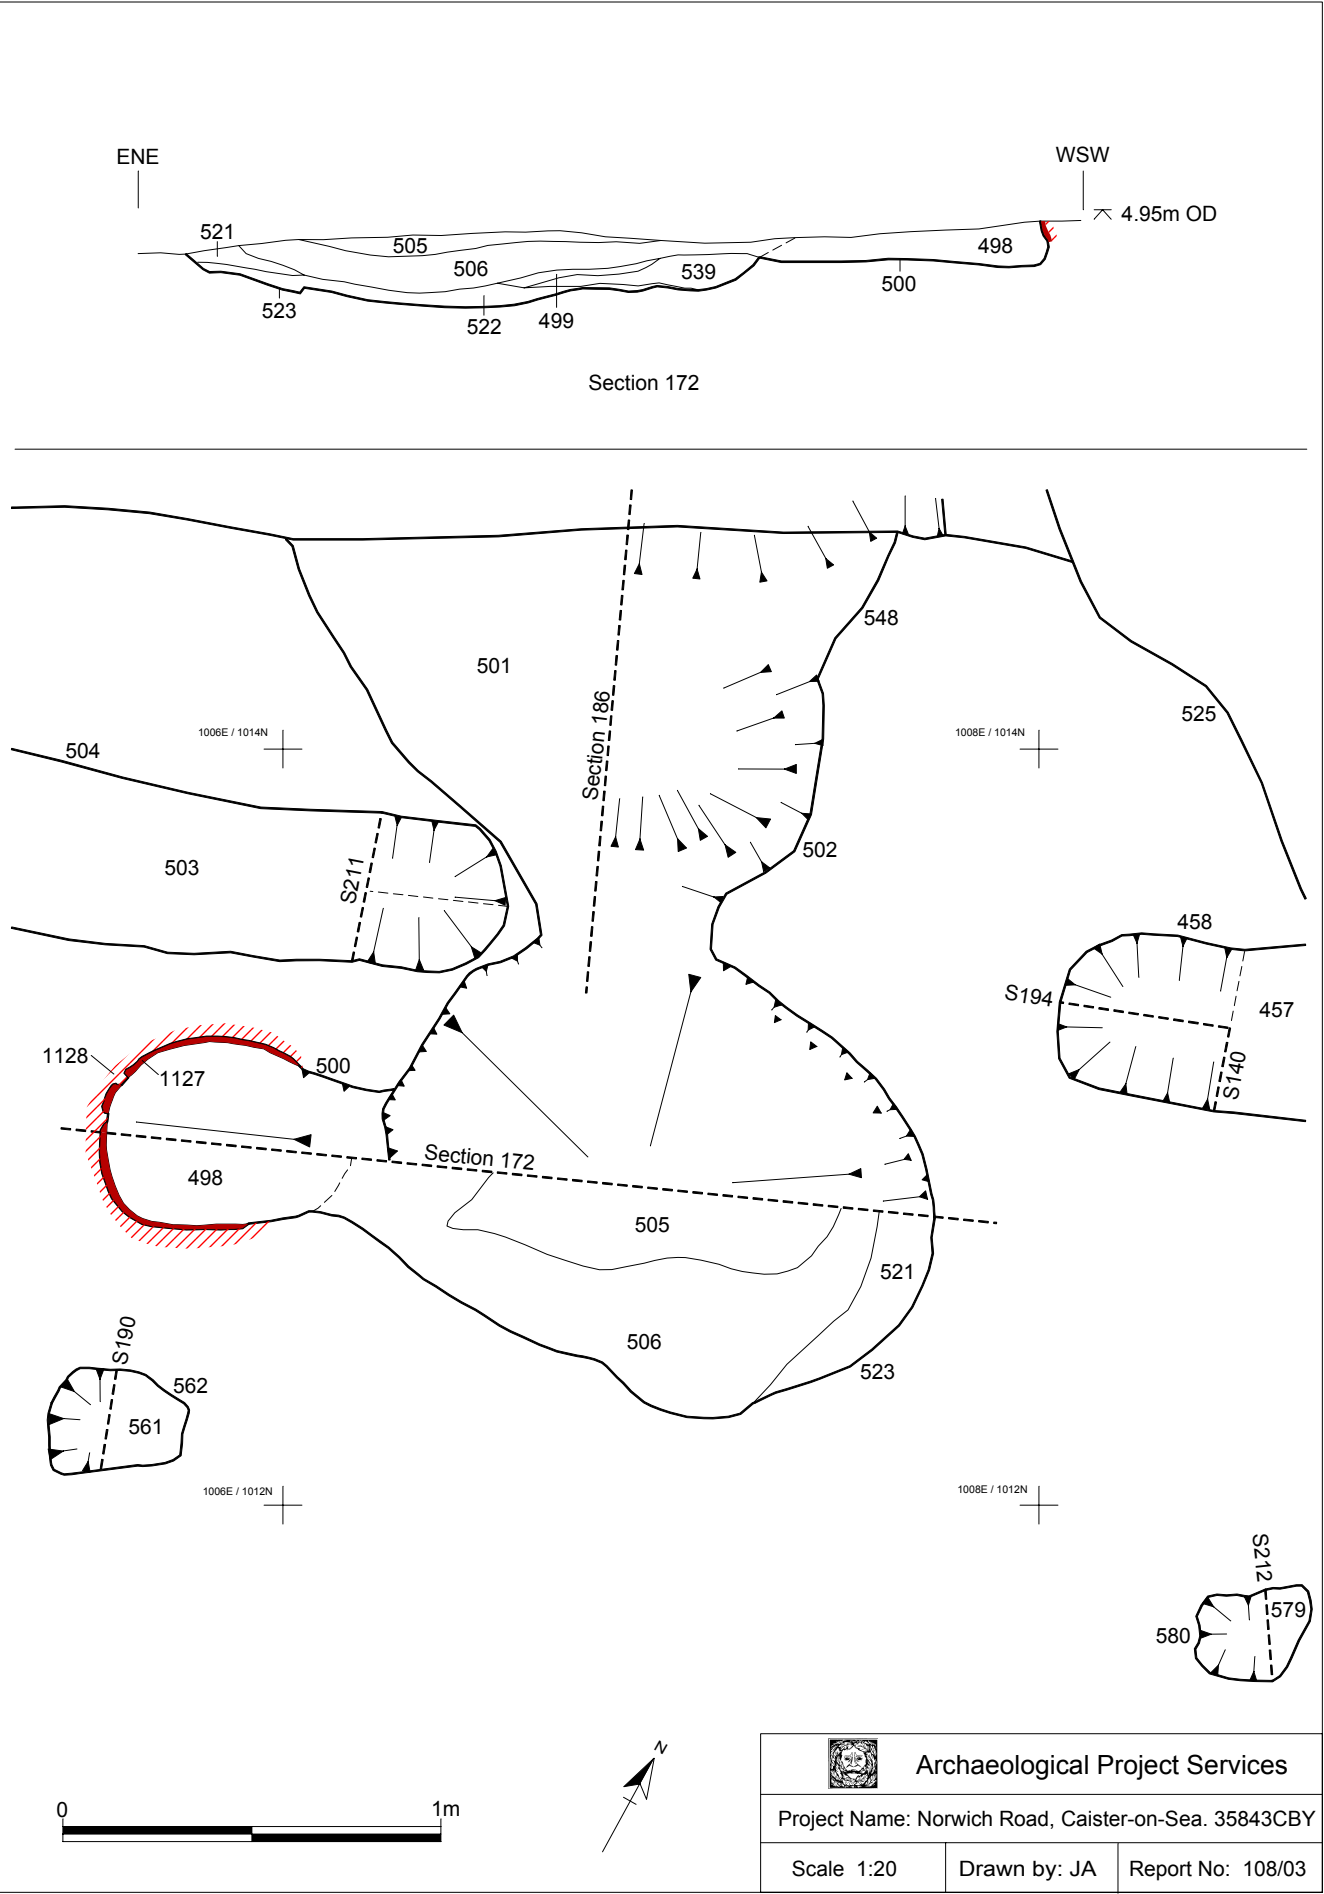 ENE
WSW
4.95m OD
521
505
498
506
539
500
523
522
499
Section 172
548
501
525
Section 186
1006E / 1014N
1008E / 1014N
504
502
503
S211
458
S194
457
1128
1127
500
S140
Section 172
498
505
521
S190
506
523
562
561
1006E / 1012N
1008E / 1012N
S212
579
580
N
0
1m
Archaeological Project Services
Project Name: Norwich Road, Caister-on-Sea. 35843CBY
Scale 1:20
Drawn by: JA
Report No: 108/03